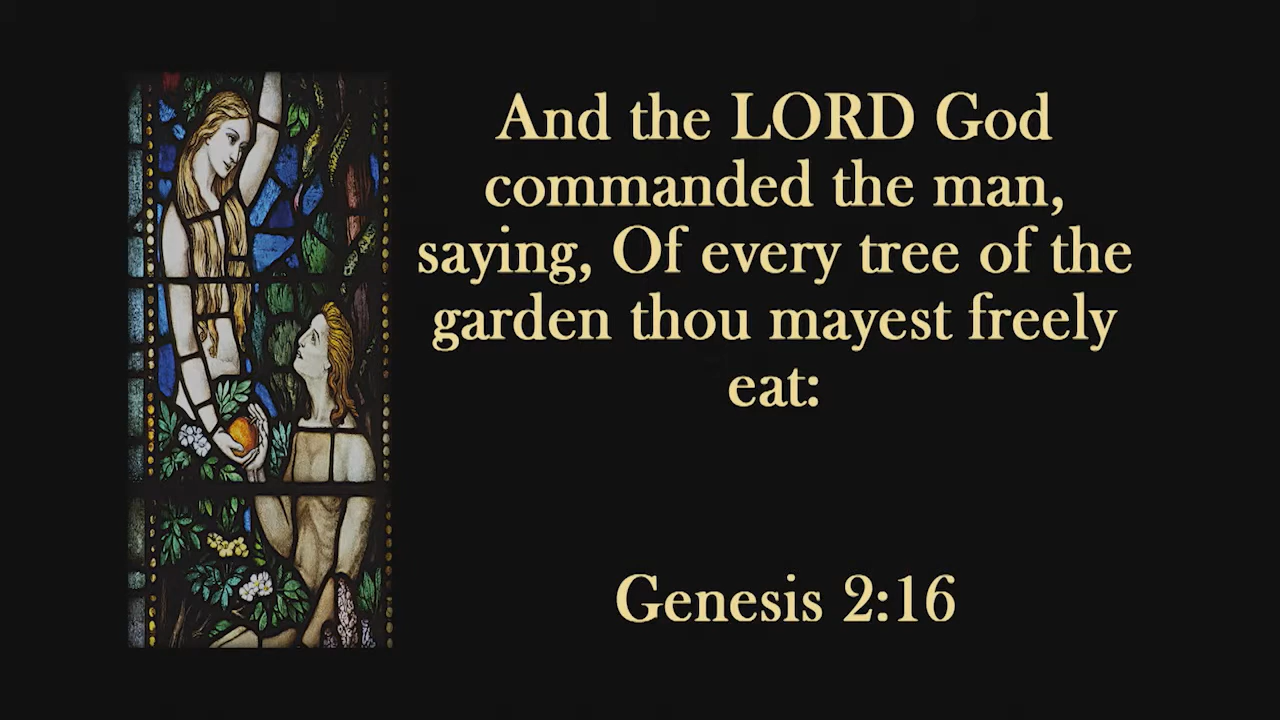 And the LORD God
commanded the man,
saying, Of every tree of the
garden thou mayest freely
eat:
Genesis 2:16